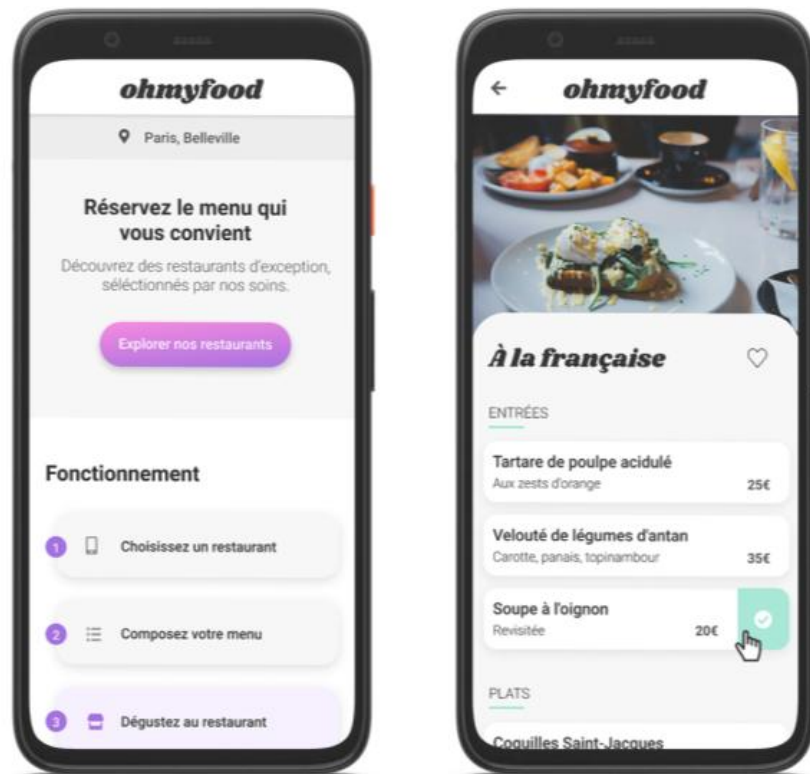 ohmyfood
Paris, Belleville
Réservez le menu qui
vous convient
Découvrez des restaurants d'exception,
séléctionnés par nos soins.
Explorer nos restaurants
Fonctionnement
1 Choisissez un restaurant
2 Composez votre menu
3 Dégustez au restaurant
ohmyfood
À la française
ENTRÉES
Tartare de poulpe acidulé
Aux zests d'orange 25€
Velouté de légumes d'antan
Carotte, panais, topinambour 35€
Soupe à l'oignon
Revisitée 20€
PLATS
Coquilles Saint-Jacques